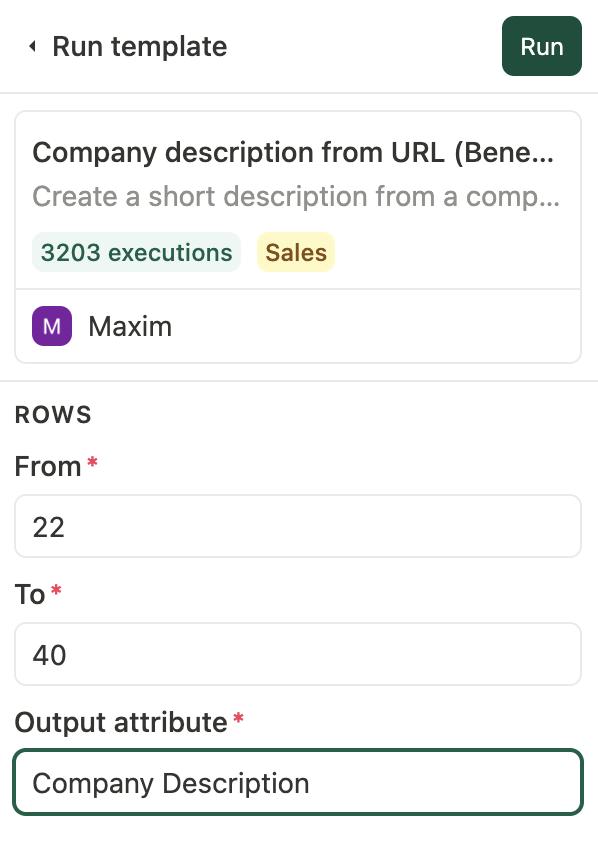 Run template
Run
Company description from URL (Bene...
Create a short description from a comp...
3203 executions
Sales
M
Maxim
ROWS
From *
22
To *
40
Output attribute *
Company Description